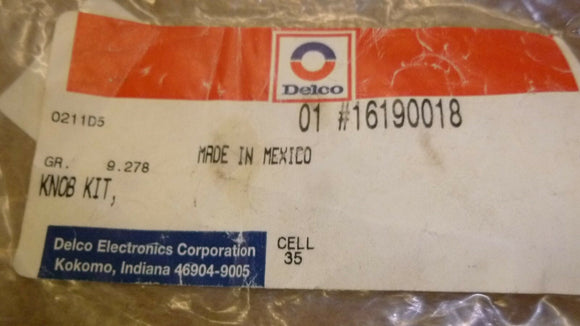 Delco
01 #16190018
0211D5
MADE IN MEXICO
GR. 9.278
KNOB KIT,
Delco Electronics Corporation
Kokomo, Indiana 46904-9005
CELL
35